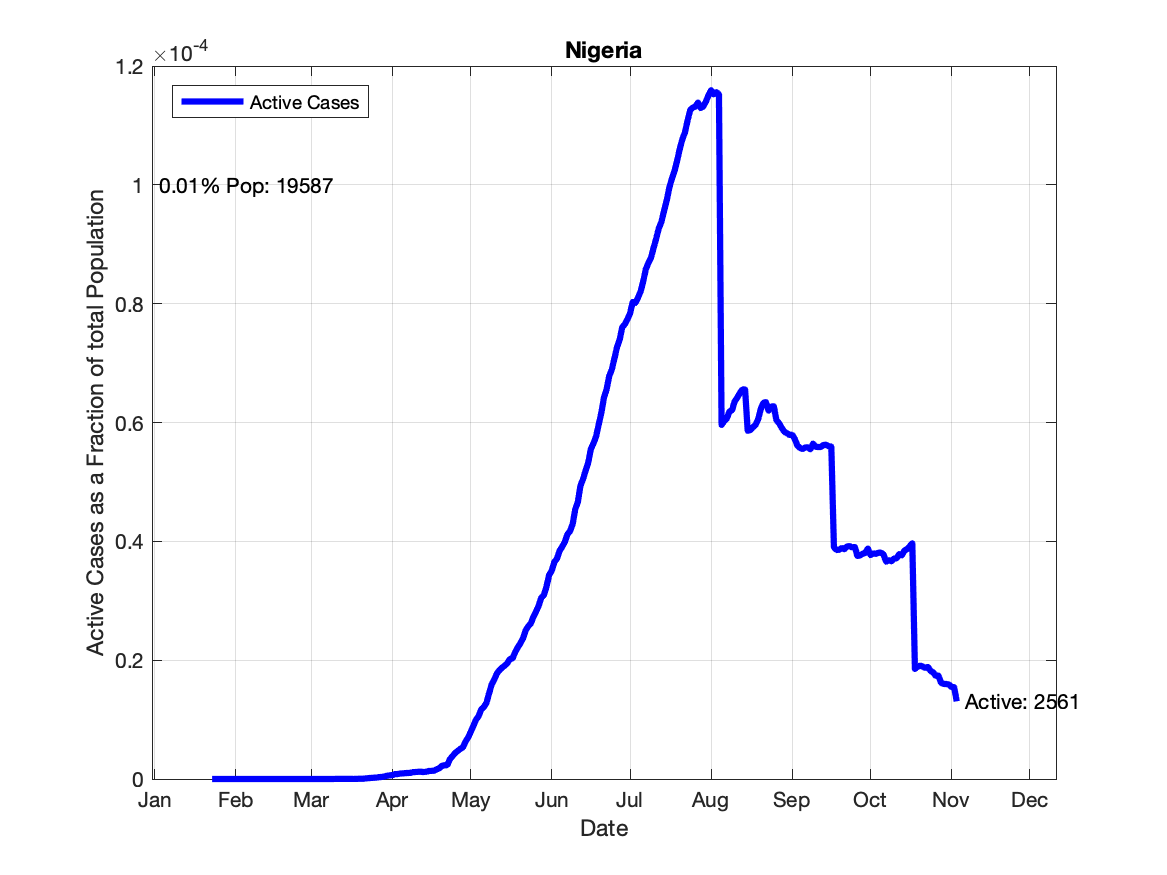 Nigeria
×10-4
1.2
1
0.8
0.6
0.4
0.2
0
Active Cases as a Fraction of total Population
Active Cases
0.01% Pop: 19587
Active: 2561
Jan Feb Mar Apr May Jun Jul Aug Sep Oct Nov Dec
Date